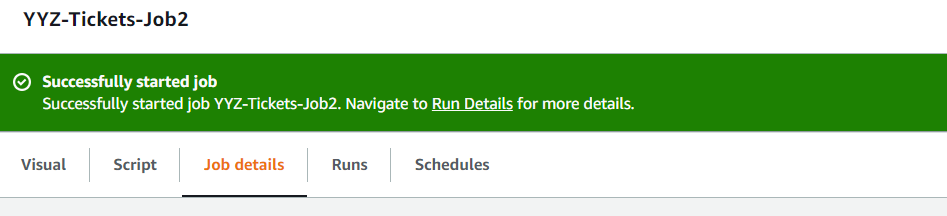 YYZ-Tickets-Job2
Successfully started job
Successfully started job YYZ-Tickets-Job2. Navigate to Run Details for more details.
Visual Script Job details Runs Schedules